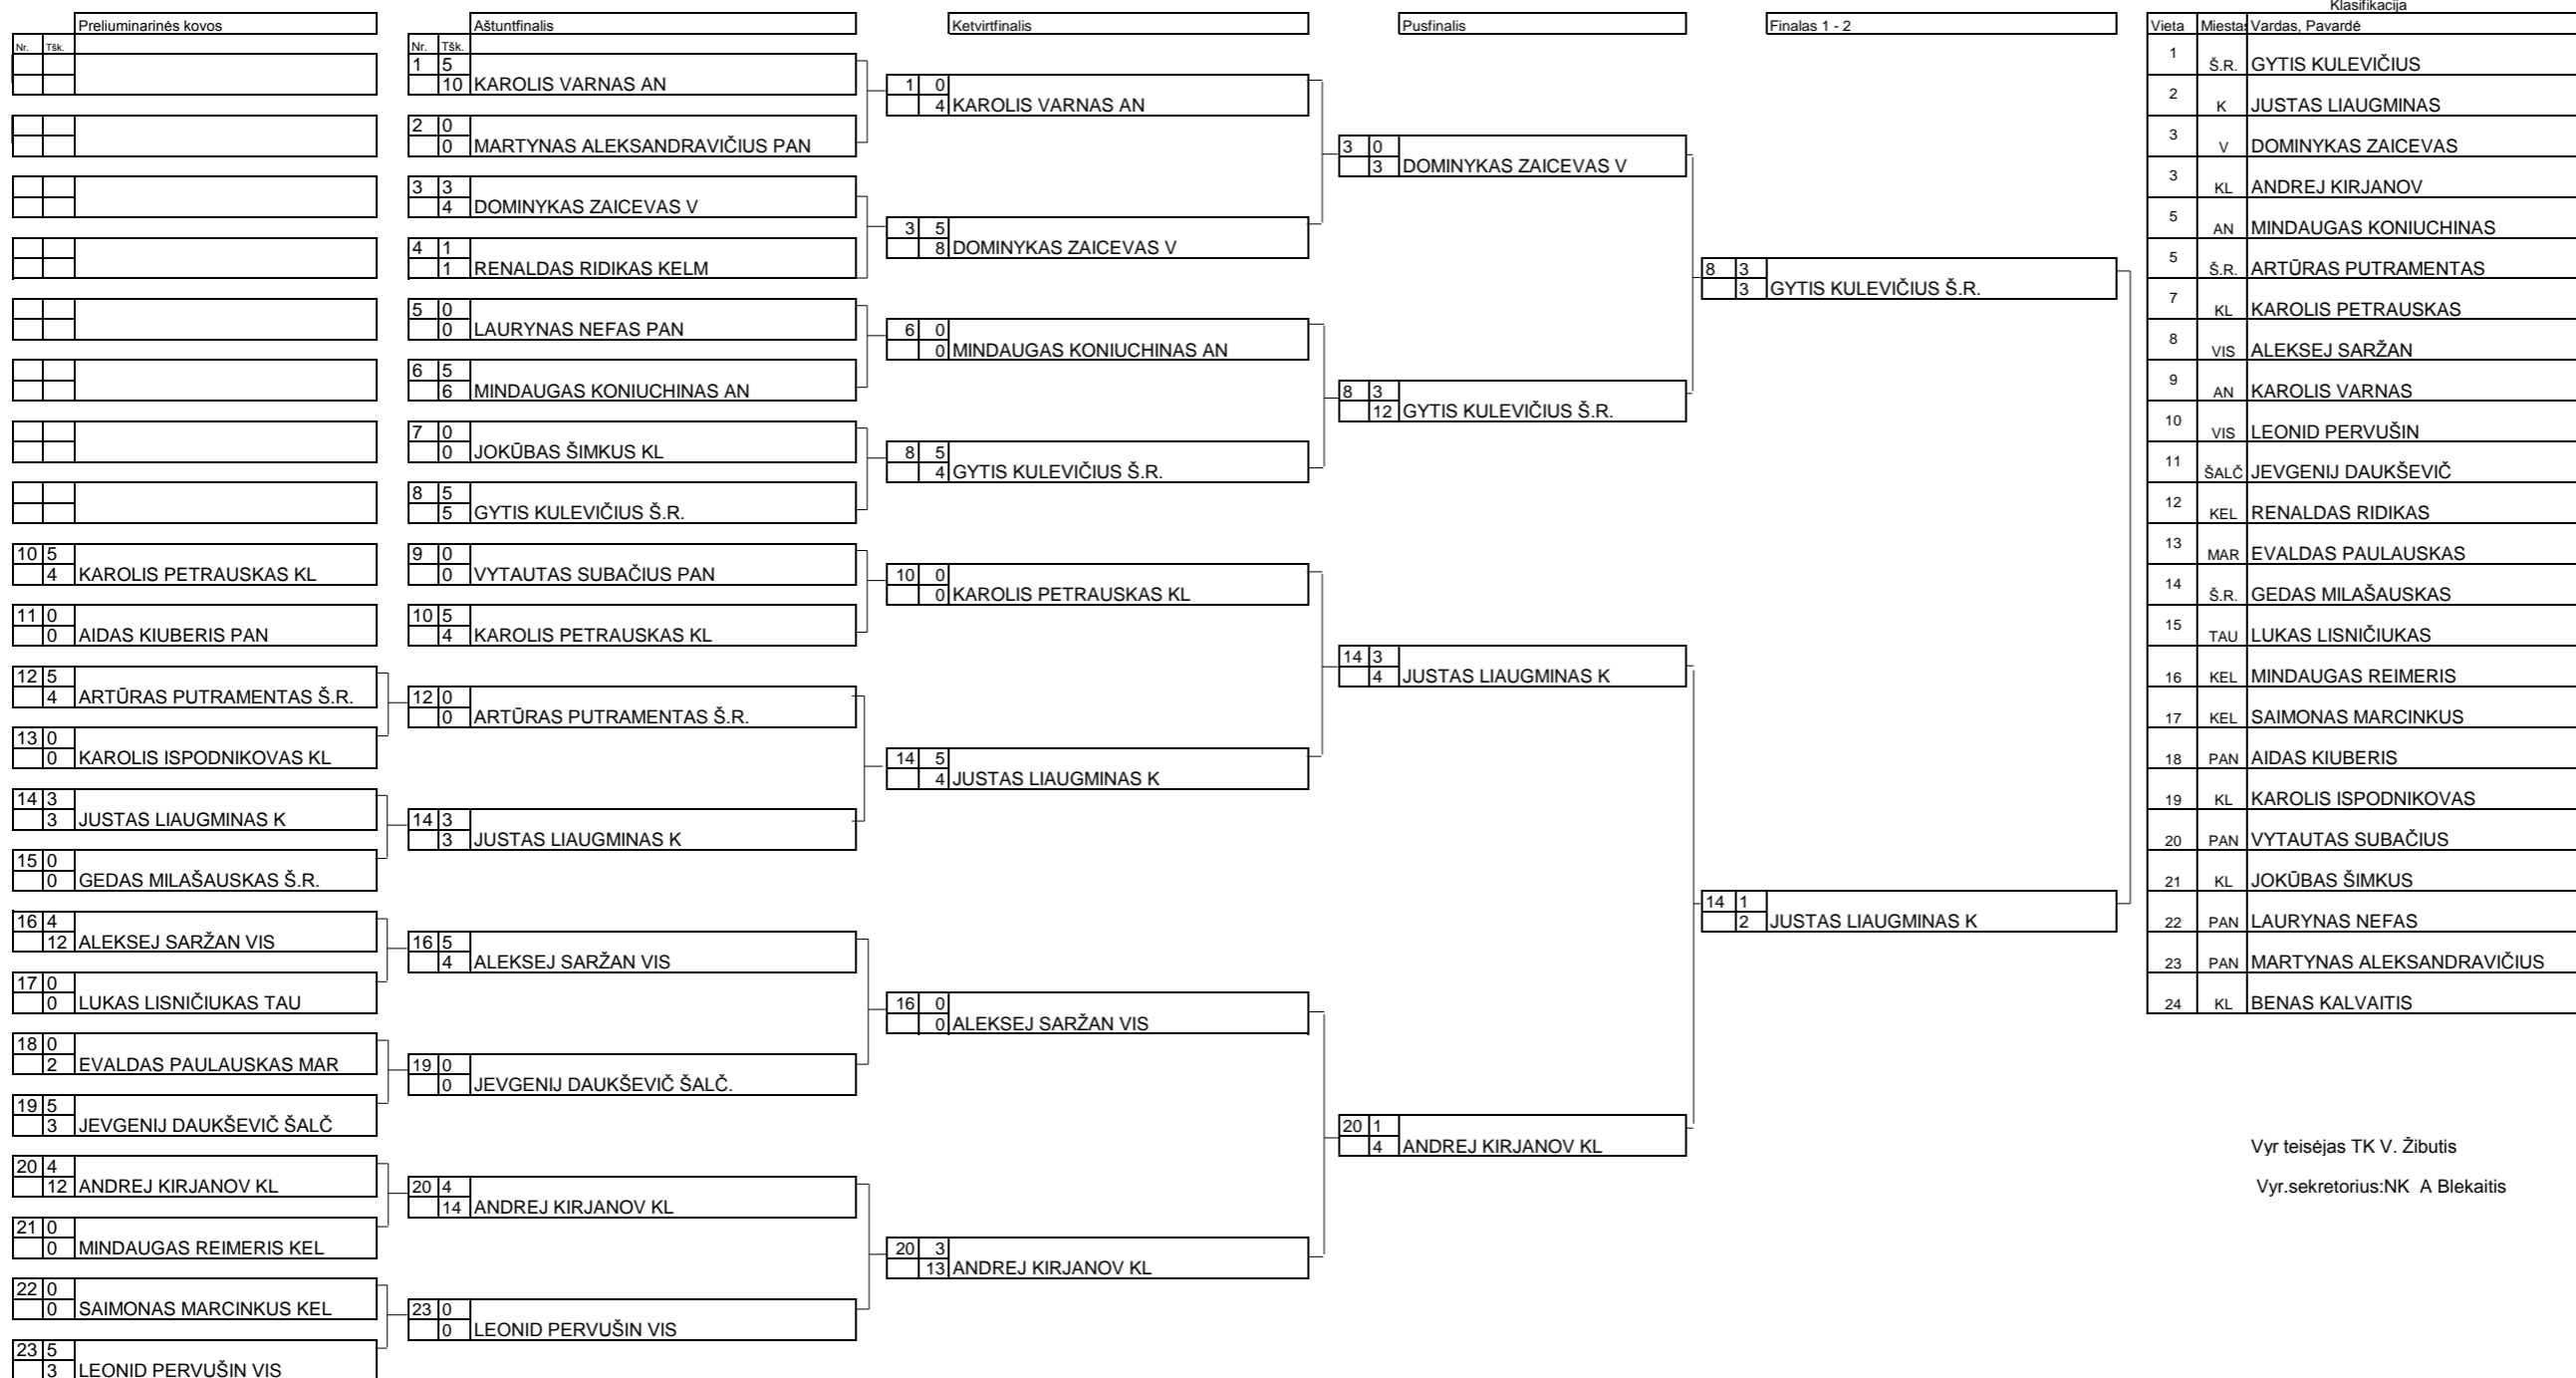 Preliuminarinės kovos
Nr. Tšk.
10 5
4 KAROLIS PETRAUSKAS KL
11 0
0 AIDAS KIUBERIS PAN
12 5
4 ARTŪRAS PUTRAMENTAS Š.R.
13 0
0 KAROLIS ISPODNIKOVAS KL
14 3
3 JUSTAS LIAUGMINAS K
15 0
0 GEDAS MILAŠAUSKAS Š.R.
16 4
12 ALEKSEJ SARŽAN VIS
17 0
0 LUKAS LISNIČIUKAS TAU
18 0
2 EVALDAS PAULAUSKAS MAR
19 5
3 JEVGENIJ DAUKŠEVIČ ŠALČ
20 4
12 ANDREJ KIRJANOV KL
21 0
0 MINDAUGAS REIMERIS KEL
22 0
0 SAIMONAS MARCINKUS KEL
23 5
3 LEONID PERVUŠIN VIS
Aštuntfinalis
Nr. Tšk.
1 5
10 KAROLIS VARNAS AN
2 0
0 MARTYNAS ALEKSANDRAVIČIUS PAN
3 3
4 DOMINYKAS ZAICEVAS V
4 1
1 RENALDAS RIDIKAS KELM
5 0
0 LAURYNAS NEFAS PAN
6 5
6 MINDAUGAS KONIUCHINAS AN
7 0
0 JOKŪBAS ŠIMKUS KL
8 5
5 GYTIS KULEVIČIUS Š.R.
9 0
0 VYTAUTAS SUBAČIUS PAN
10 5
4 KAROLIS PETRAUSKAS KL
12 0
0 ARTŪRAS PUTRAMENTAS Š.R.
14 3
3 JUSTAS LIAUGMINAS K
16 5
4 ALEKSEJ SARŽAN VIS
19 0
0 JEVGENIJ DAUKŠEVIČ ŠALČ.
20 4
14 ANDREJ KIRJANOV KL
23 0
0 LEONID PERVUŠIN VIS
Ketvirtfinalis
1 0
4 KAROLIS VARNAS AN
3 5
8 DOMINYKAS ZAICEVAS V
6 0
0 MINDAUGAS KONIUCHINAS AN
8 5
4 GYTIS KULEVIČIUS Š.R.
10 0
0 KAROLIS PETRAUSKAS KL
14 5
4 JUSTAS LIAUGMINAS K
16 0
0 ALEKSEJ SARŽAN VIS
20 3
13 ANDREJ KIRJANOV KL
Pusfinalis
3 0
3 DOMINYKAS ZAICEVAS V
8 3
12 GYTIS KULEVIČIUS Š.R.
14 3
4 JUSTAS LIAUGMINAS K
20 1
4 ANDREJ KIRJANOV KL
Finalas 1 - 2
8 3
3 GYTIS KULEVIČIUS Š.R.
14 1
2 JUSTAS LIAUGMINAS K
Klasifikacija
Vieta Miestas Vardas, Pavardė
1 Š.R. GYTIS KULEVIČIUS
2 K JUSTAS LIAUGMINAS
3 V DOMINYKAS ZAICEVAS
3 KL ANDREJ KIRJANOV
5 AN MINDAUGAS KONIUCHINAS
5 Š.R. ARTŪRAS PUTRAMENTAS
7 KL KAROLIS PETRAUSKAS
8 VIS ALEKSEJ SARŽAN
9 AN KAROLIS VARNAS
10 VIS LEONID PERVUŠIN
11 ŠALČ JEVGENIJ DAUKŠEVIČ
12 KEL RENALDAS RIDIKAS
13 MAR EVALDAS PAULAUSKAS
14 Š.R. GEDAS MILAŠAUSKAS
15 TAU LUKAS LISNIČIUKAS
16 KEL MINDAUGAS REIMERIS
17 KEL SAIMONAS MARCINKUS
18 PAN AIDAS KIUBERIS
19 KL KAROLIS ISPODNIKOVAS
20 PAN VYTAUTAS SUBAČIUS
21 KL JOKŪBAS ŠIMKUS
22 PAN LAURYNAS NEFAS
23 PAN MARTYNAS ALEKSANDRAVIČIUS
24 KL BENAS KALVAITIS
Vyr teisėjas TK V. Žibutis
Vyr.sekretorius:NK A Blekaitis